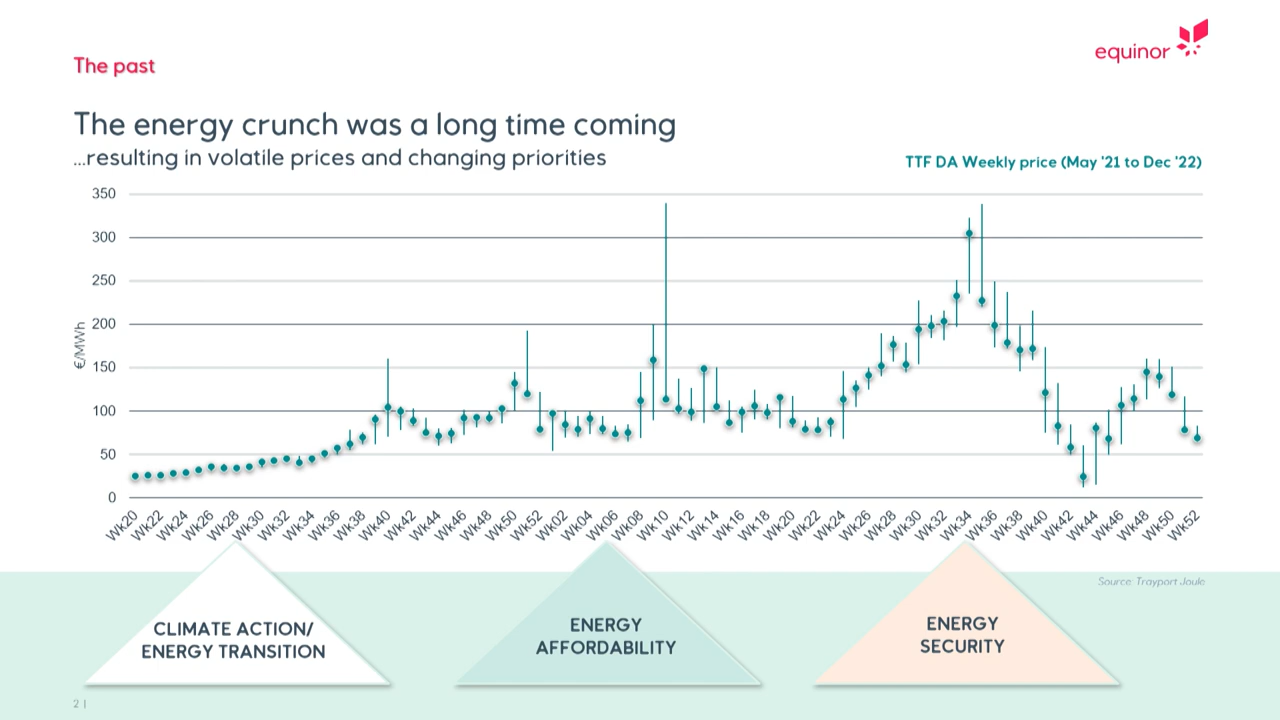 equinor
The past
The energy crunch was a long time coming
...resulting in volatile prices and changing priorities
TTF DA Weekly price (May '21 to Dec '22)
350
300
250
200
150
100
50
0
€/MWh
Wk20 Wk22 Wk24 Wk26 Wk28 Wk30 Wk32 Wk34 Wk36 Wk38 Wk40 Wk42 Wk44 Wk46 Wk48 Wk50 Wk52 Wk02 Wk04 Wk06 Wk08 Wk10 Wk12 Wk14 Wk16 Wk18 Wk20 Wk22 Wk24 Wk26 Wk28 Wk30 Wk32 Wk34 Wk36 Wk38 Wk40 Wk42 Wk44 Wk46 Wk48 Wk50 Wk52
Source: Trayport Joule
CLIMATE ACTION/
ENERGY TRANSITION
ENERGY
AFFORDABILITY
ENERGY
SECURITY
2 |